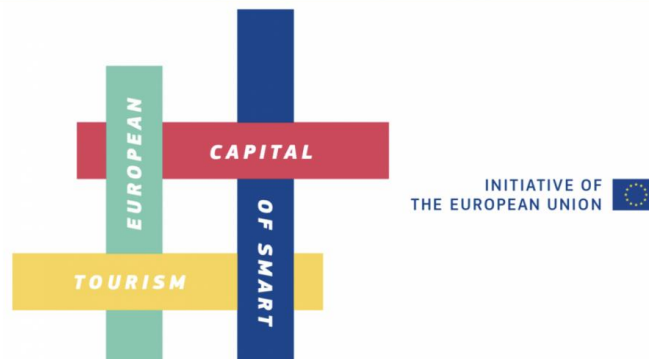 EUROPEAN
CAPITAL
OF SMART
TOURISM
INITIATIVE OF
THE EUROPEAN UNION